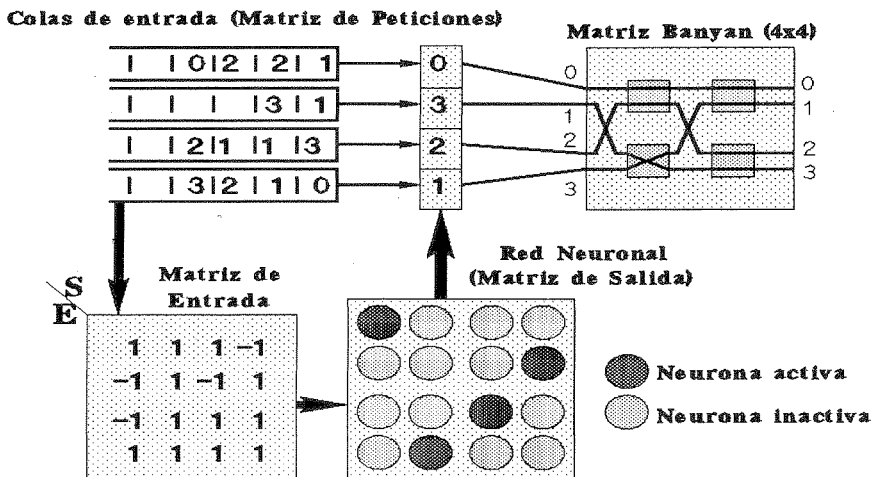 Colas de entrada (Matriz de Peticiones)
Matriz Banyan (4x4)
| | 0|2 | 2| 1
0
| | | |3 | 1
3
| | 2|1 |1 |3
2
| | 3|2 | 1 | 0
1
0
1
2
3
0
1
2
3
Red Neuronal
(Matriz de Salida)
Matriz de
Entrada
S
E
1 1 1 -1
-1 1 -1 1
-1 1 1 1
1 1 1 1
Neurona activa
Neurona inactiva